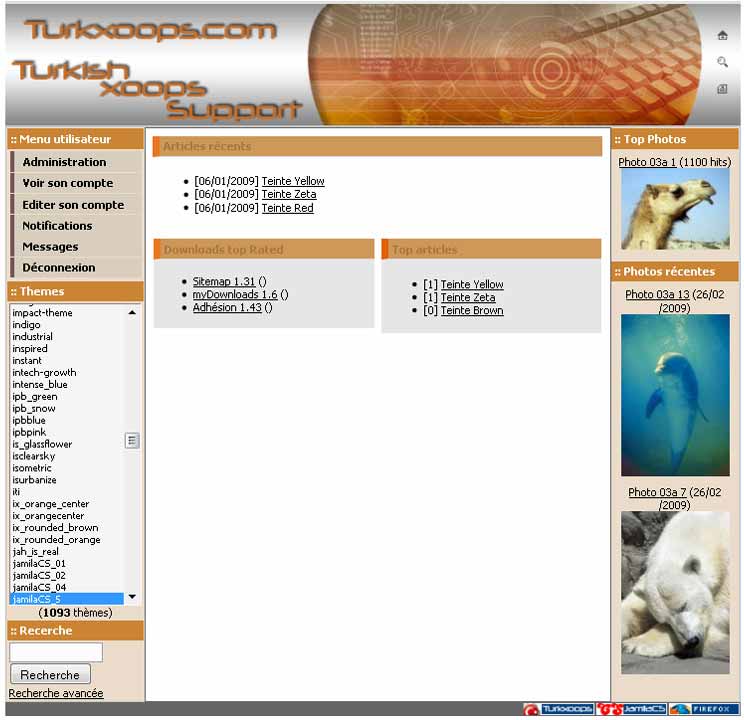 Turkxoops.com
Turkish
xoops
Support
:: Menu utilisateur
Administration
Voir son compte
Editer son compte
Notifications
Messages
Déconnexion
:: Themes
impact-theme
indigo
industrial
inspired
instant
intech-growth
intense_blue
ipb_green
ipb_snow
ipbblue
ipbpink
is_glassflower
isclearsky
isometric
isurbanize
iti
ix_orange_center
ix_orangecenter
ix_rounded_brown
ix_rounded_orange
jah_is_real
jamilaCS_01
jamilaCS_02
jamilaCS_04
jamilaCS_5
(1093 thèmes)
:: Recerche
Recherche
Recherche avancée
Articles récents
[06/01/2009] Teinte Yellow
[06/01/2009] Teinte Zeta
[06/01/2009] Teinte Red
Downloads top Rated
Sitemap 1.31 ()
myDownloads 1.6 ()
Adhésion 1.43 ()
Top articles
[1] Teinte Yellow
[1] Teinte Zeta
[0] Teinte Brown
:: Top Photos
Photo 03a 1 (1100 hits)
:: Photos récentes
Photo 03a 13 (26/02
/2009)
Photo 03a 7 (26/02
/2009)
Turkxoops
JamilaCS
FIREFOX